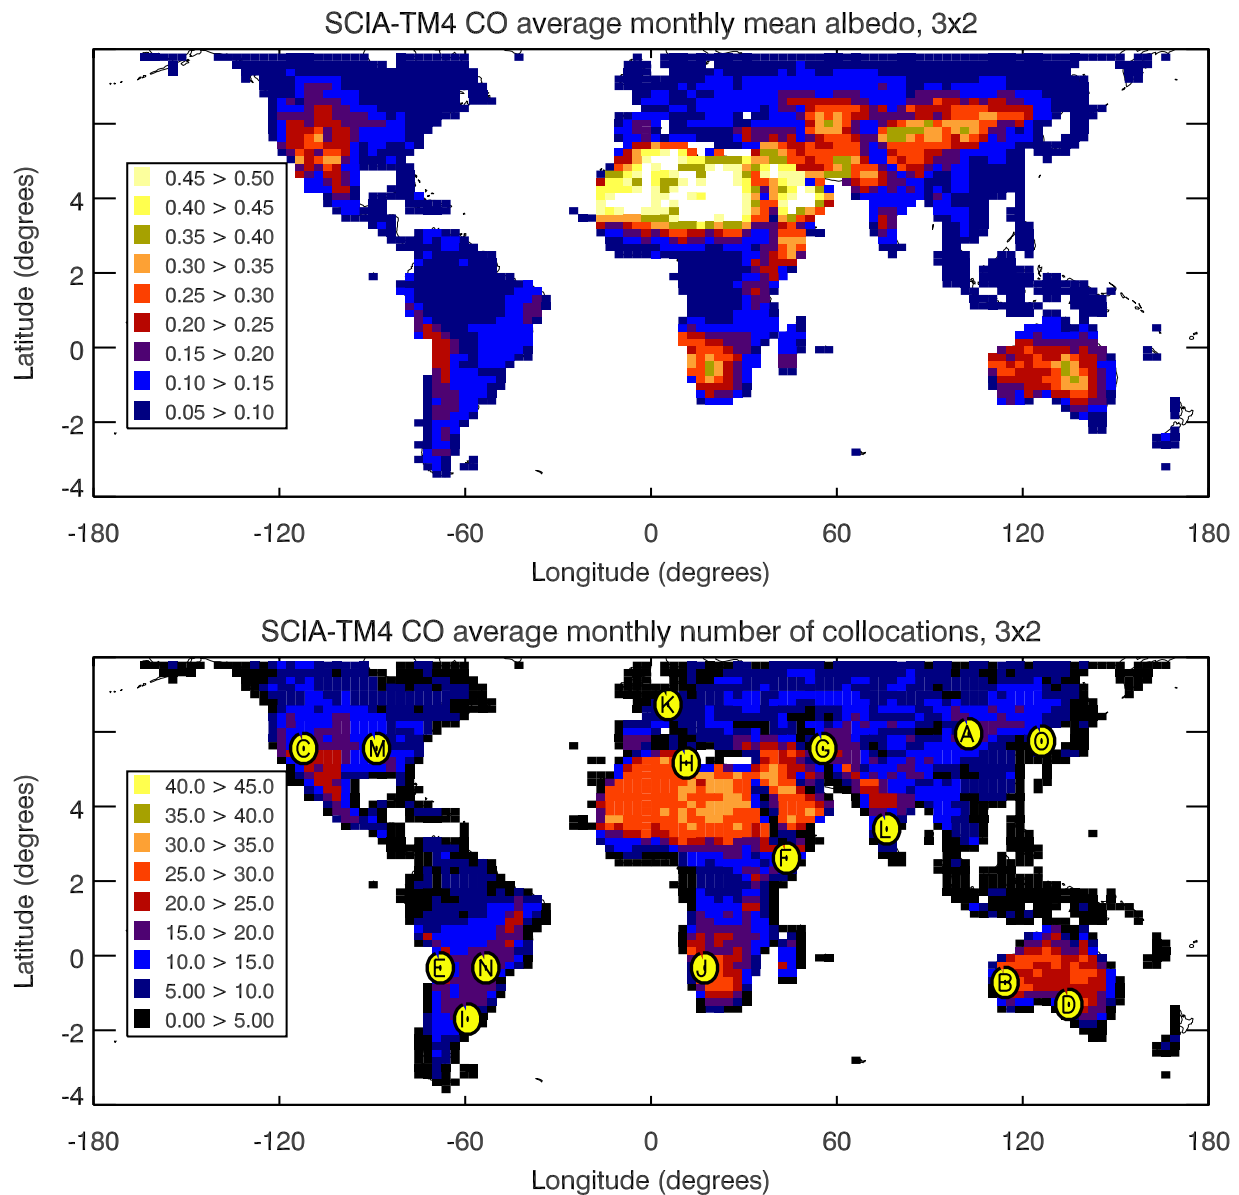 SCIA-TM4 CO average monthly mean albedo, 3x2
Latitude (degrees)
4
2
0
-2
-4
0.45 > 0.50
0.40 > 0.45
0.35 > 0.40
0.30 > 0.35
0.25 > 0.30
0.20 > 0.25
0.15 > 0.20
0.10 > 0.15
0.05 > 0.10
-180 -120 -60 0 60 120 180
Longitude (degrees)
SCIA-TM4 CO average monthly number of collocations, 3x2
Latitude (degrees)
4
2
0
-2
-4
40.0 > 45.0
35.0 > 40.0
30.0 > 35.0
25.0 > 30.0
20.0 > 25.0
15.0 > 20.0
10.0 > 15.0
5.00 > 10.0
0.00 > 5.00
K
A
O
C
M
G
H
L
F
E
N
J
B
D
I
-180 -120 -60 0 60 120 180
Longitude (degrees)